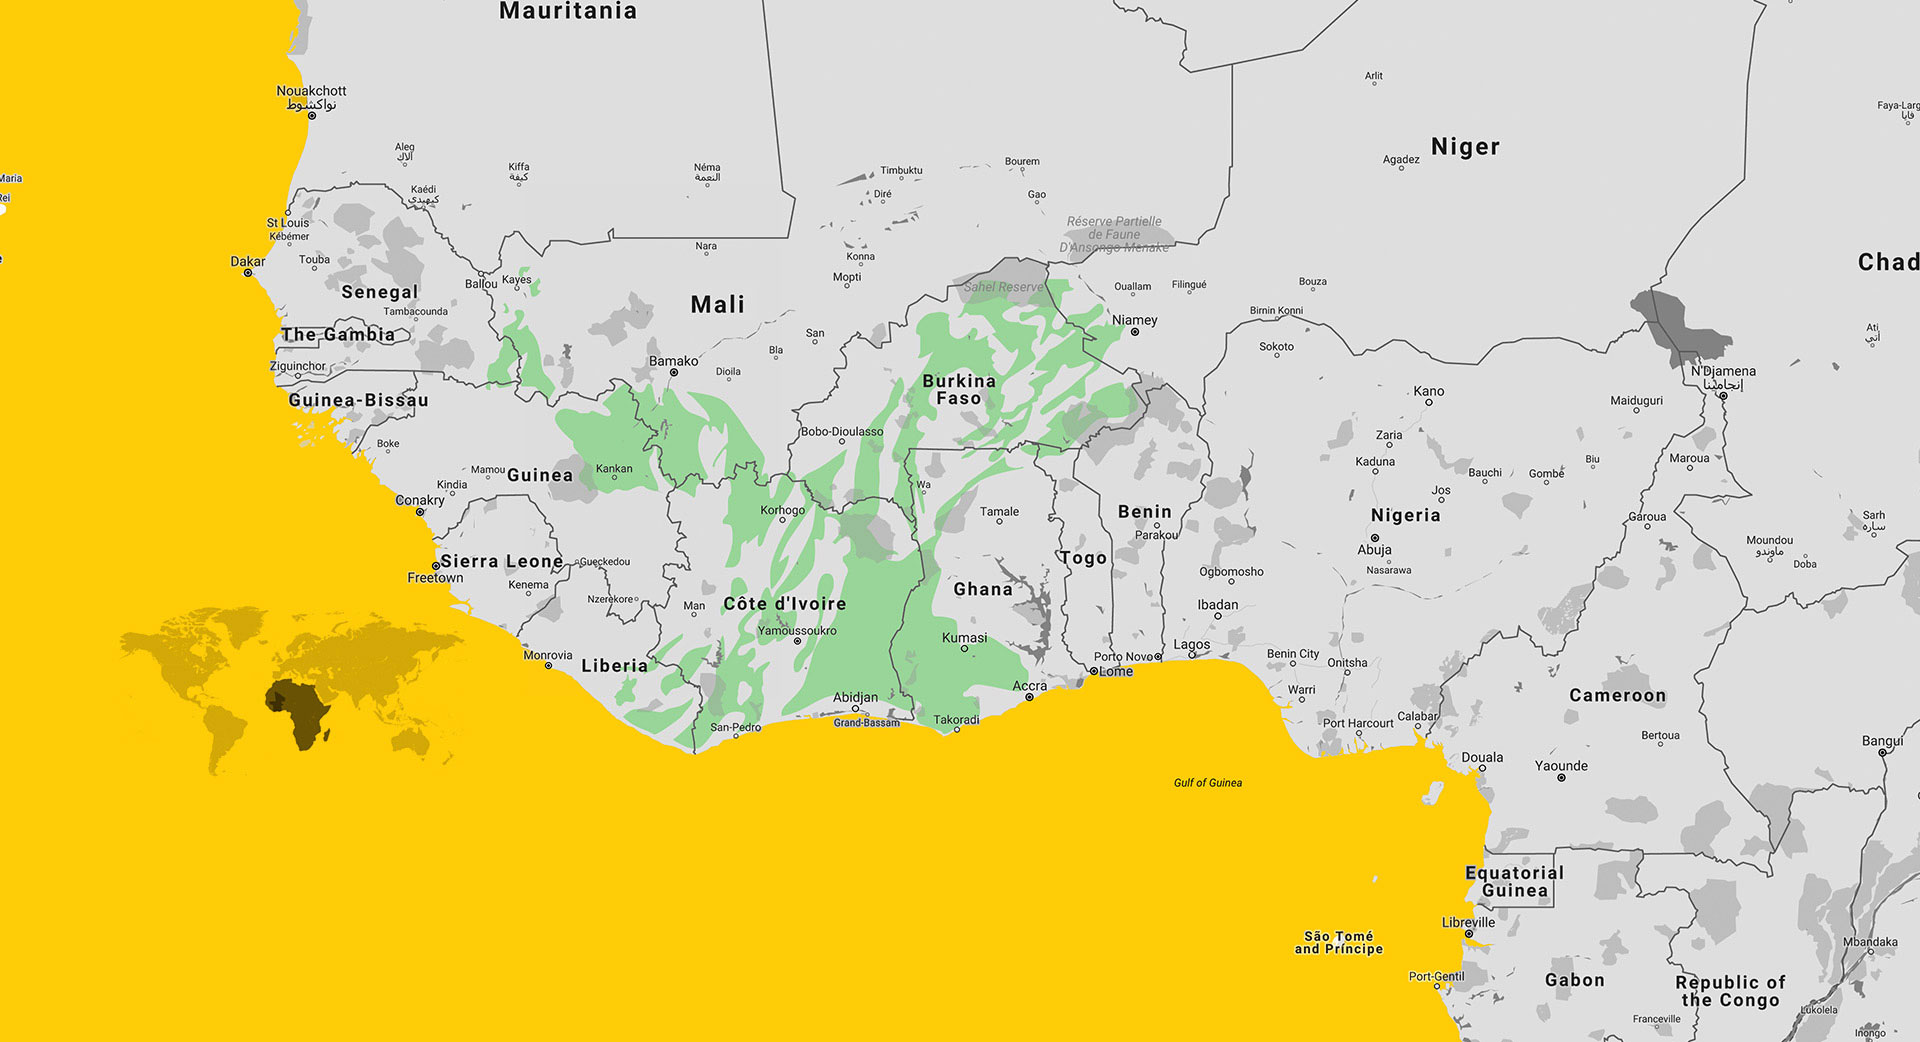 Mauritania
Nouakchott
نواكشوط
Arlit
Faya-Larg
فايا
Niger
Aleg
ألاك
Kiffa
كيفة
Néma
النعمة
Timbuktu
Bourem
Agadez
Maria
Rei
Kaédi
كيهيدي
Diré
Gao
St Louis
Kébémer
Réserve Partielle
de Faune
D'Ansongo Menake
Nara
Konna
Dakar
Touba
Chad
Ballou
Kayes
Mopti
Senegal
Sahel Reserve
Ouallam
Filingué
Bouza
Mali
Tambacounda
Birnin Konni
Niamey
The Gambia
San
Ati
أتي
Bla
Sokoto
Ziguinchor
Bamako
Dioila
N'Djamena
إنجامينا
Burkina
Faso
Kano
Guinea-Bissau
Maiduguri
Bobo-Dioulasso
Boke
Zaria
Kaduna
Biu
Maroua
Mamou
Guinea
Kankan
Bauchi
Gombé
Kindia
Wa
Jos
Conakry
Korhogo
Tamale
Benin
Nigeria
Garoua
Sarh
سارة
Parakou
Moundou
موندو
Abuja
Sierra Leone
Gueckedou
Togo
Doba
Freetown
Nasarawa
Kenema
Ghana
Ogbomosho
Nzerekore
Man
Côte d'Ivoire
Ibadan
Yamoussoukro
Kumasi
Lagos
Monrovia
Liberia
Porto Novo
Benin City
Onitsha
Lome
Accra
Warri
Cameroon
Abidjan
Grand-Bassam
Takoradi
San-Pedro
Port Harcourt
Calabar
Bertoua
Bangui
Douala
Yaounde
Gulf of Guinea
Equatorial
Guinea
Libreville
São Tomé
and Príncipe
Mbandaka
Port-Gentil
Gabon
Republic of
the Congo
Lukolela
Franceville
Inongo